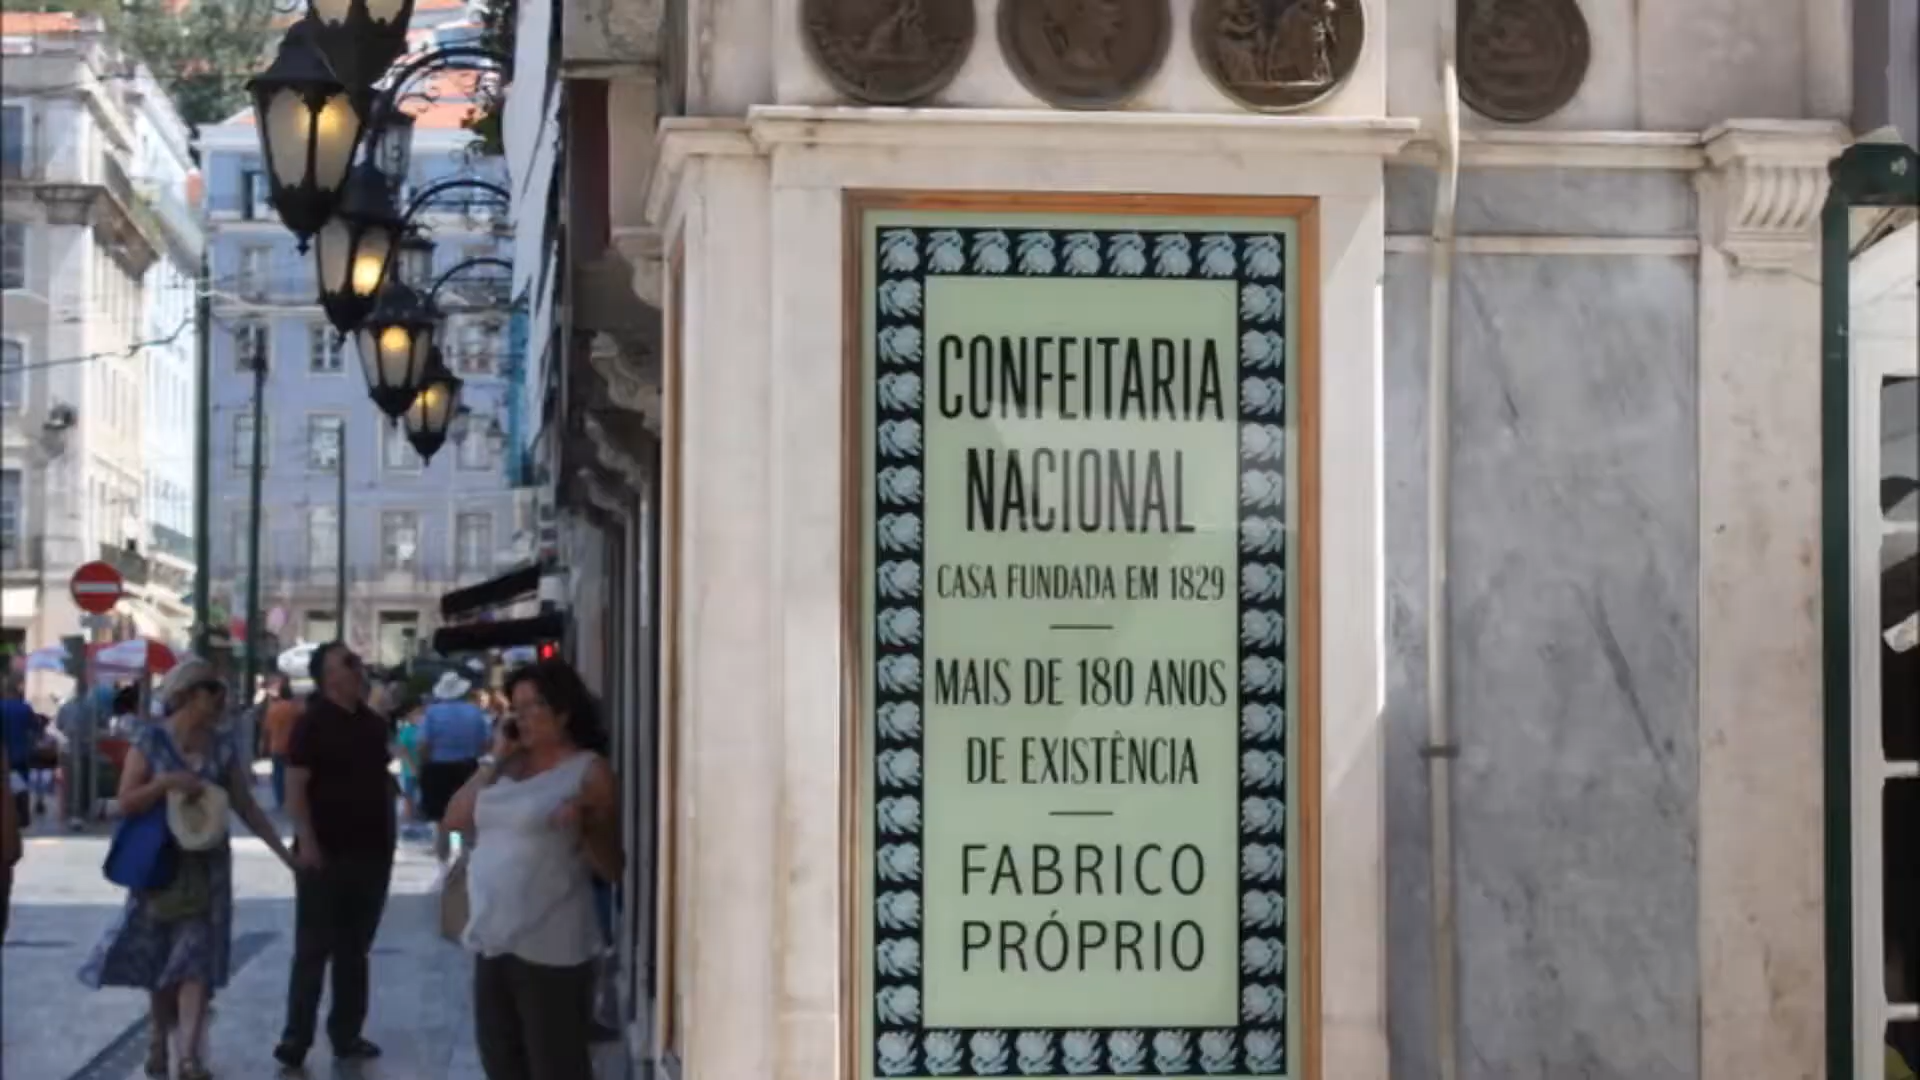 CONFEITARIA
NACIONAL
CASA FUNDADA EM 1829
MAIS DE 180 ANOS
DE EXISTÊNCIA
FABRICO
PRÓPRIO